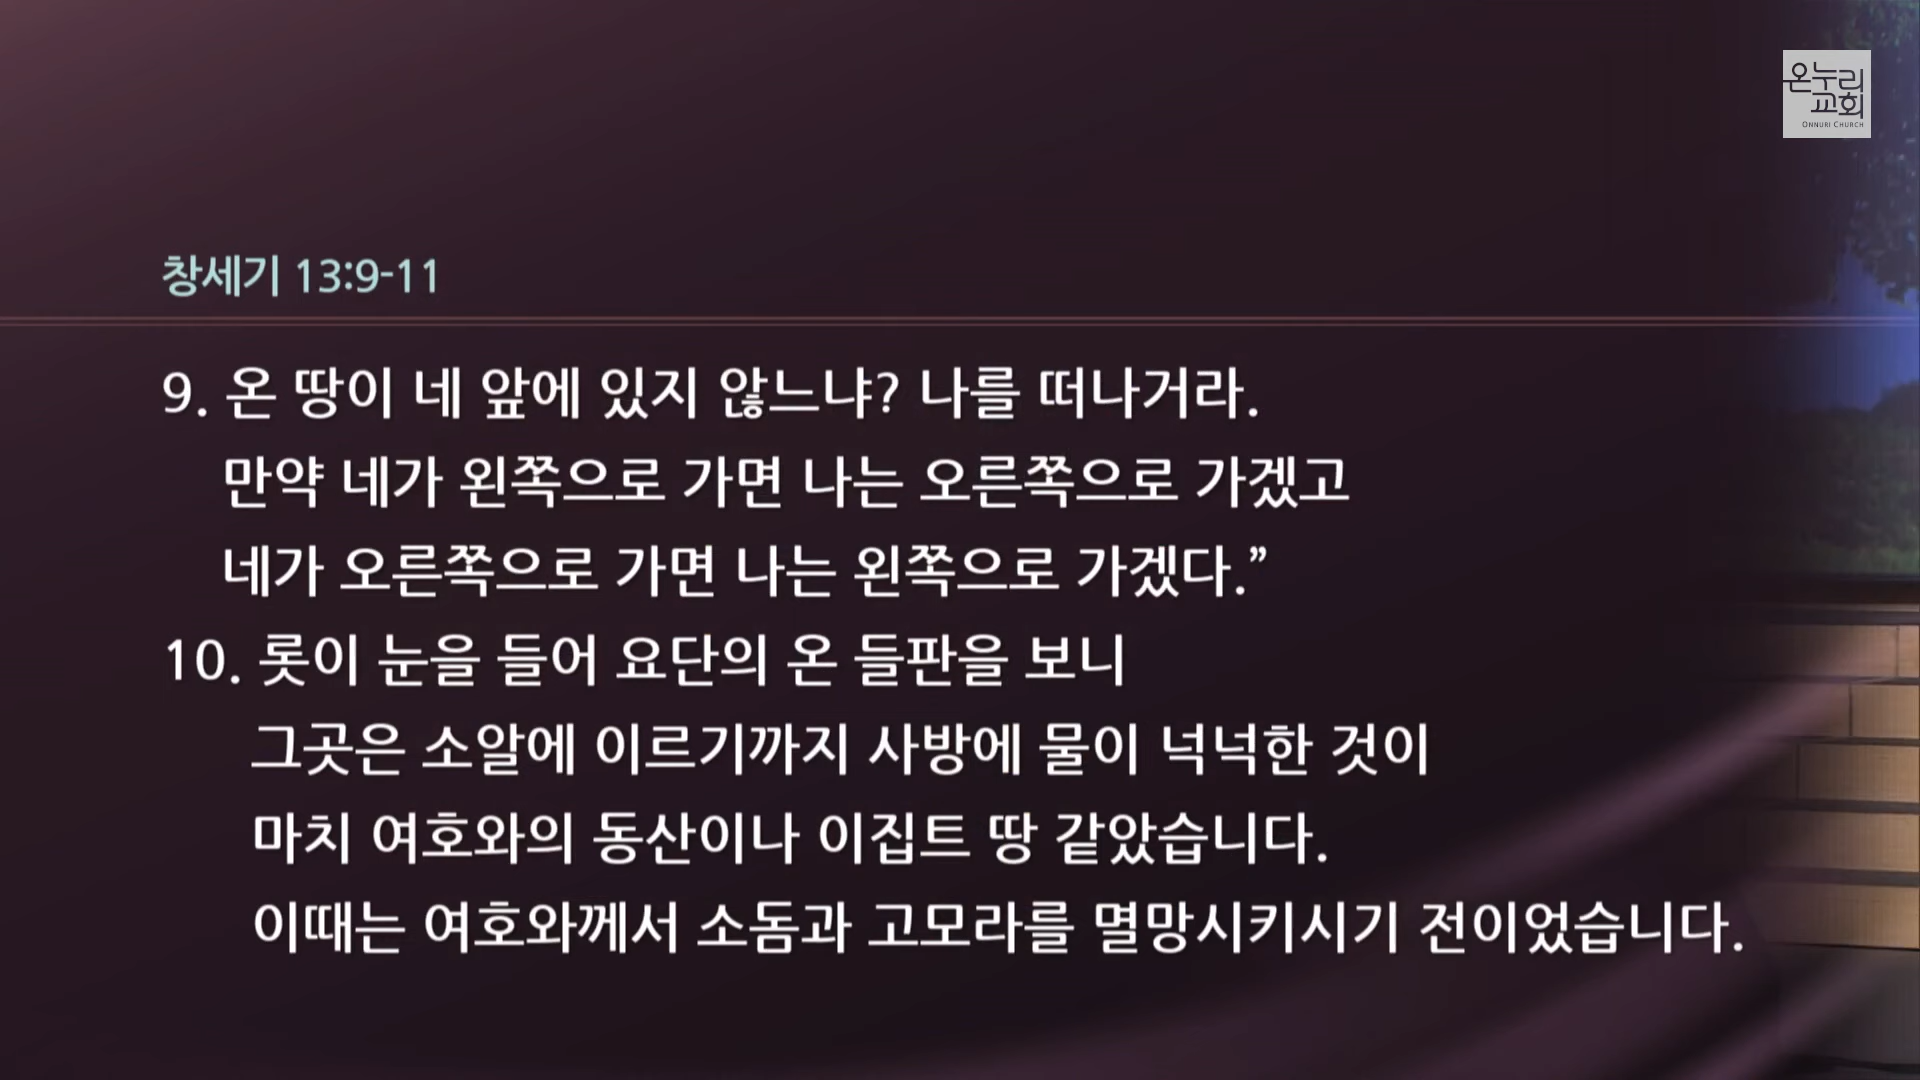 온누리
교회
ONNURI CHURCH
창세기 13:9-11
9. 온 땅이 네 앞에 있지 않느냐? 나를 떠나거라.
만약 네가 왼쪽으로 가면 나는 오른쪽으로 가겠고
네가 오른쪽으로 가면 나는 왼쪽으로 가겠다.”
10. 롯이 눈을 들어 요단의 온 들판을 보니
그곳은 소알에 이르기까지 사방에 물이 넉넉한 것이
마치 여호와의 동산이나 이집트 땅 같았습니다.
이때는 여호와께서 소돔과 고모라를 멸망시키시기 전이었습니다.